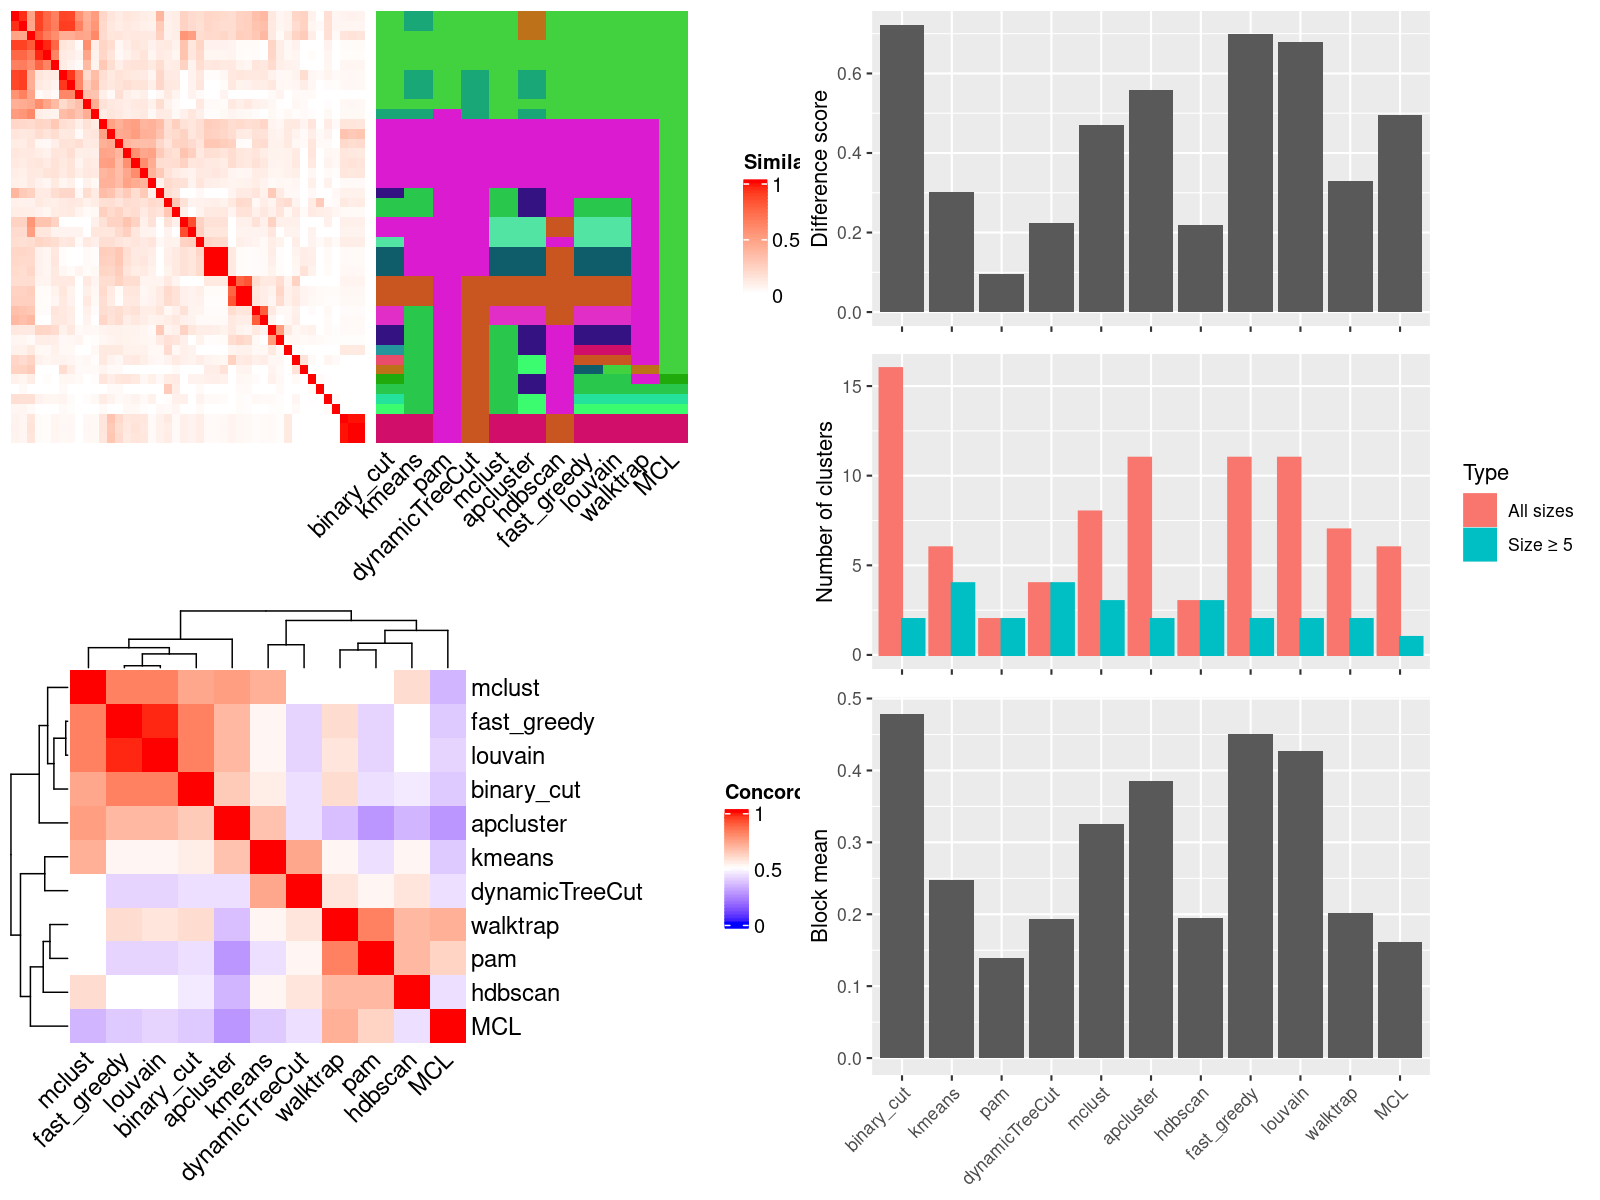 Simila
1
0.5
0
binary_cut
kmeans
pam
dynamicTreeCut
mclust
apcluster
hdbscan
fast_greedy
louvain
walktrap
MCL
mclust
fast_greedy
louvain
binary_cut
apcluster
kmeans
dynamicTreeCut
walktrap
pam
hdbscan
MCL
mclust
fast_greedy
louvain
binary_cut
apcluster
kmeans
dynamicTreeCut
walktrap
pam
hdbscan
MCL
Concord
1
0.5
0
Difference score
0.6
0.4
0.2
0.0
Number of clusters
15
10
5
0
Type
All sizes
Size ≥ 5
Block mean
0.5
0.4
0.3
0.2
0.1
0.0
binary_cut
kmeans
pam
dynamicTreeCut
mclust
apcluster
hdbscan
fast_greedy
louvain
walktrap
MCL